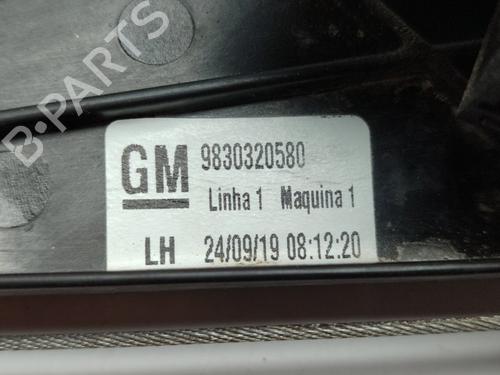 B-PARTS
GM 9830320580
Linha 1 Maquina 1
LH 24/09/19 08:12:20